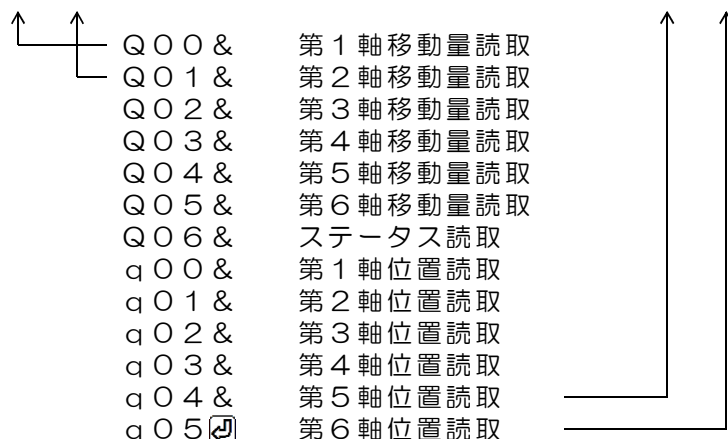 Q00& 第1軸移動量読取
Q01& 第2軸移動量読取
Q02& 第3軸移動量読取
Q03& 第4軸移動量読取
Q04& 第5軸移動量読取
Q05& 第6軸移動量読取
Q06& ステータス読取
q00& 第1軸位置読取
q01& 第2軸位置読取
q02& 第3軸位置読取
q03& 第4軸位置読取
q04& 第5軸位置読取
q05⏎ 第6軸位置読取